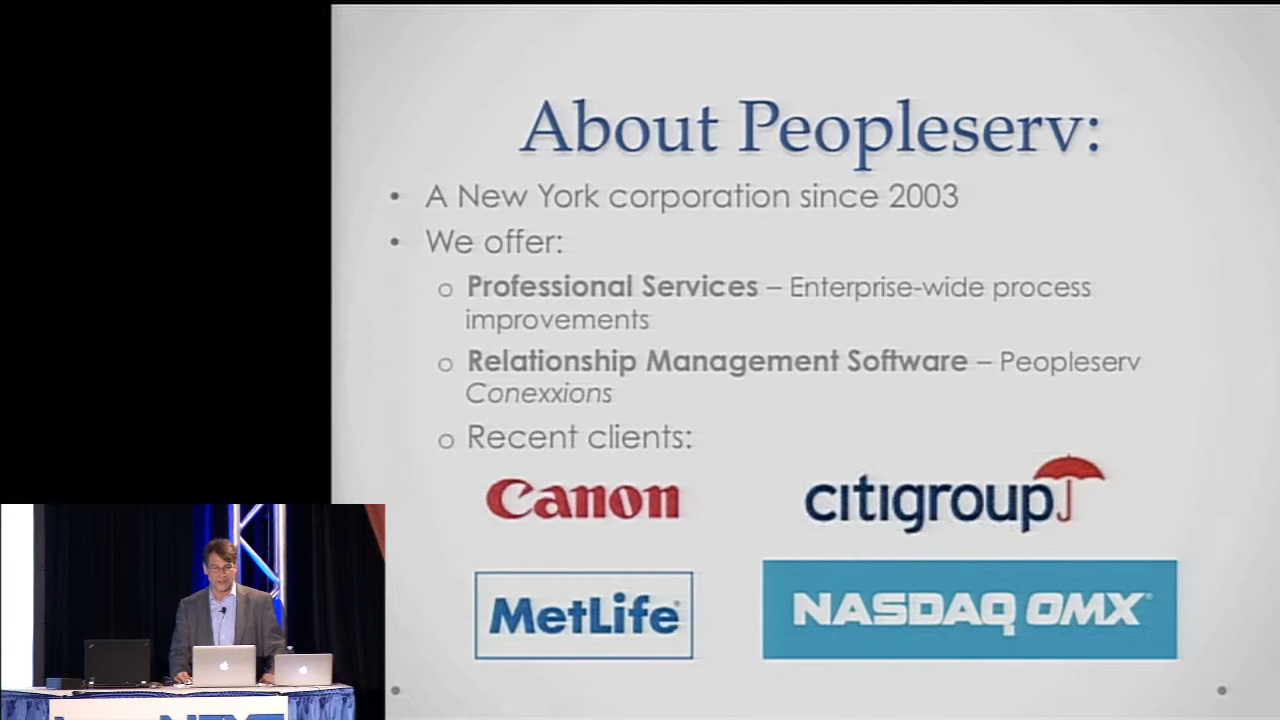 About Peopleserv:
• A New York corporation since 2003
• We offer:
o Professional Services – Enterprise-wide process
improvements
o Relationship Management Software – Peopleserv
Conexxions
o Recent clients:
Canon
citigroup
MetLife®
NASDAQ OMX®